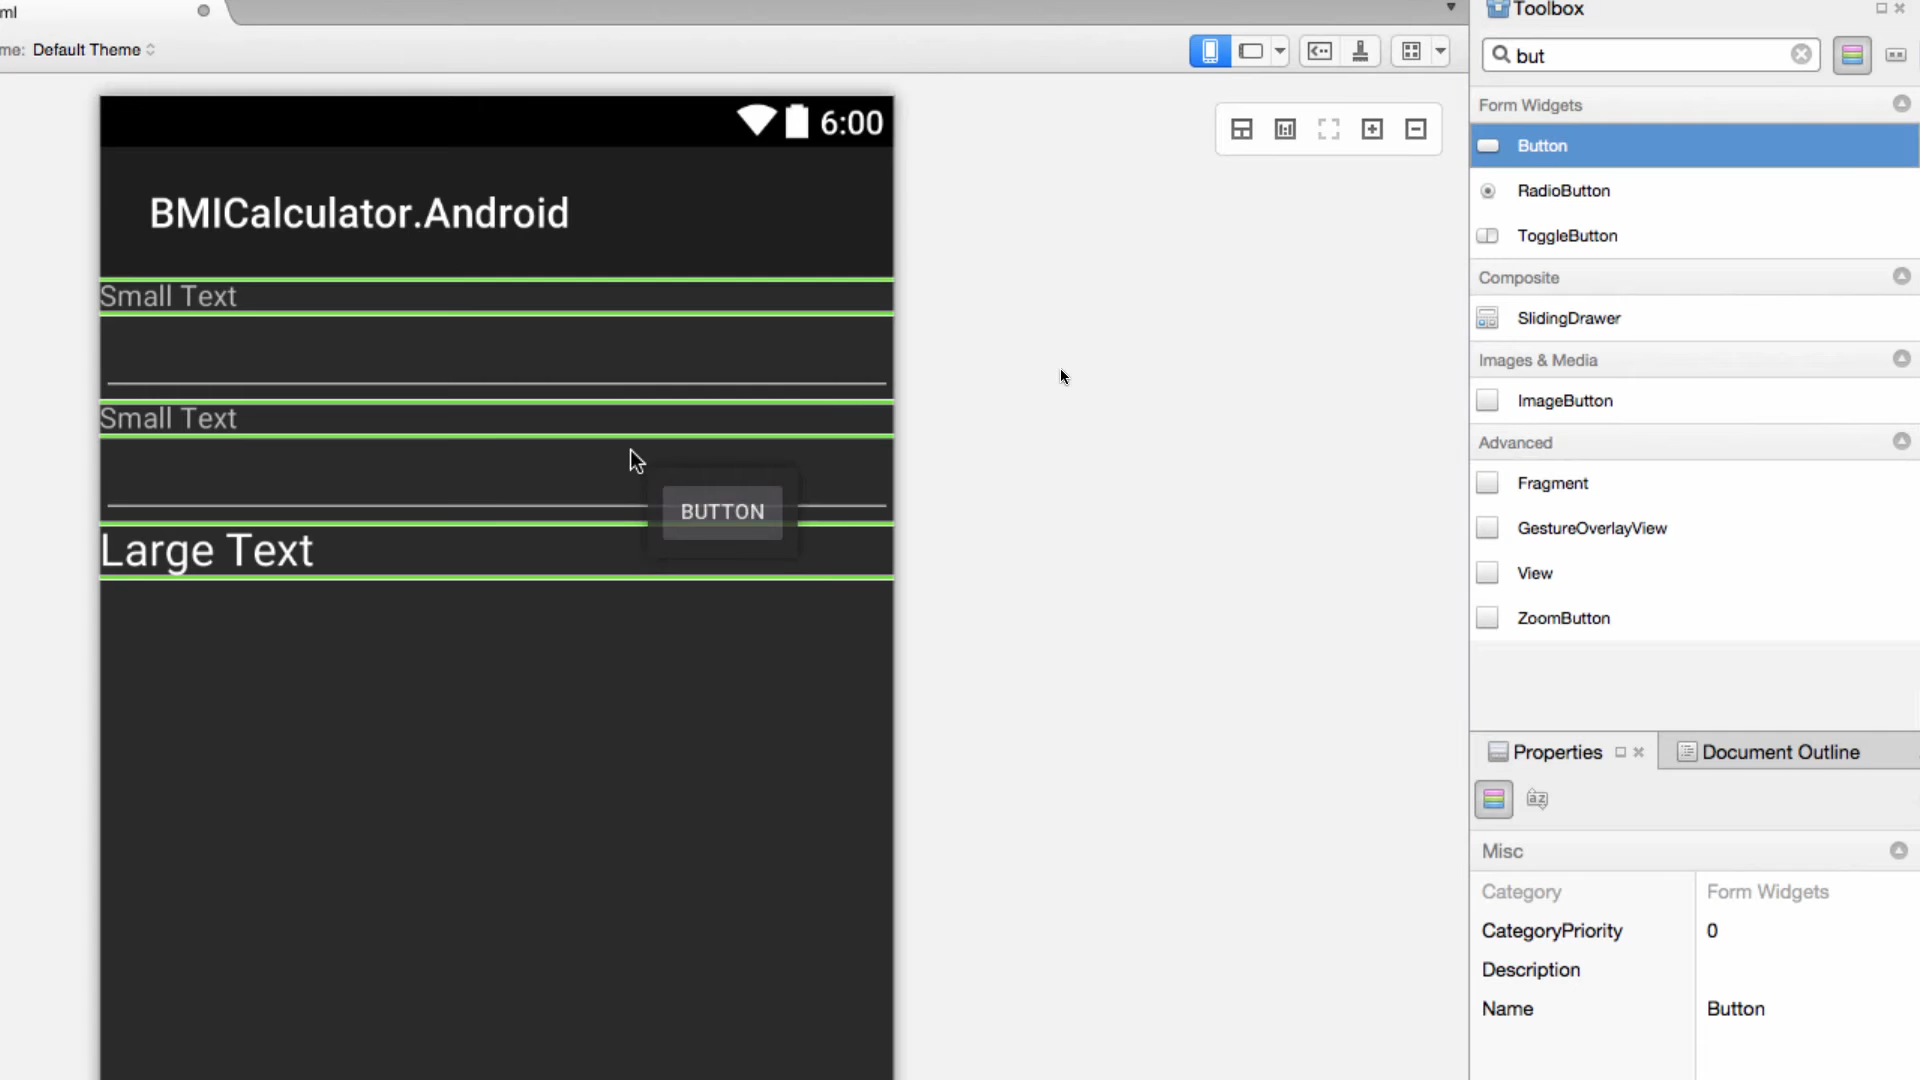 ml
me: Default Theme
6:00
BMICalculator.Android
Small Text
Small Text
BUTTON
Large Text
Toolbox
but
Form Widgets
Button
RadioButton
ToggleButton
Composite
SlidingDrawer
Images & Media
ImageButton
Advanced
Fragment
GestureOverlayView
View
ZoomButton
Properties
Document Outline
Misc
Category Form Widgets
CategoryPriority 0
Description
Name Button